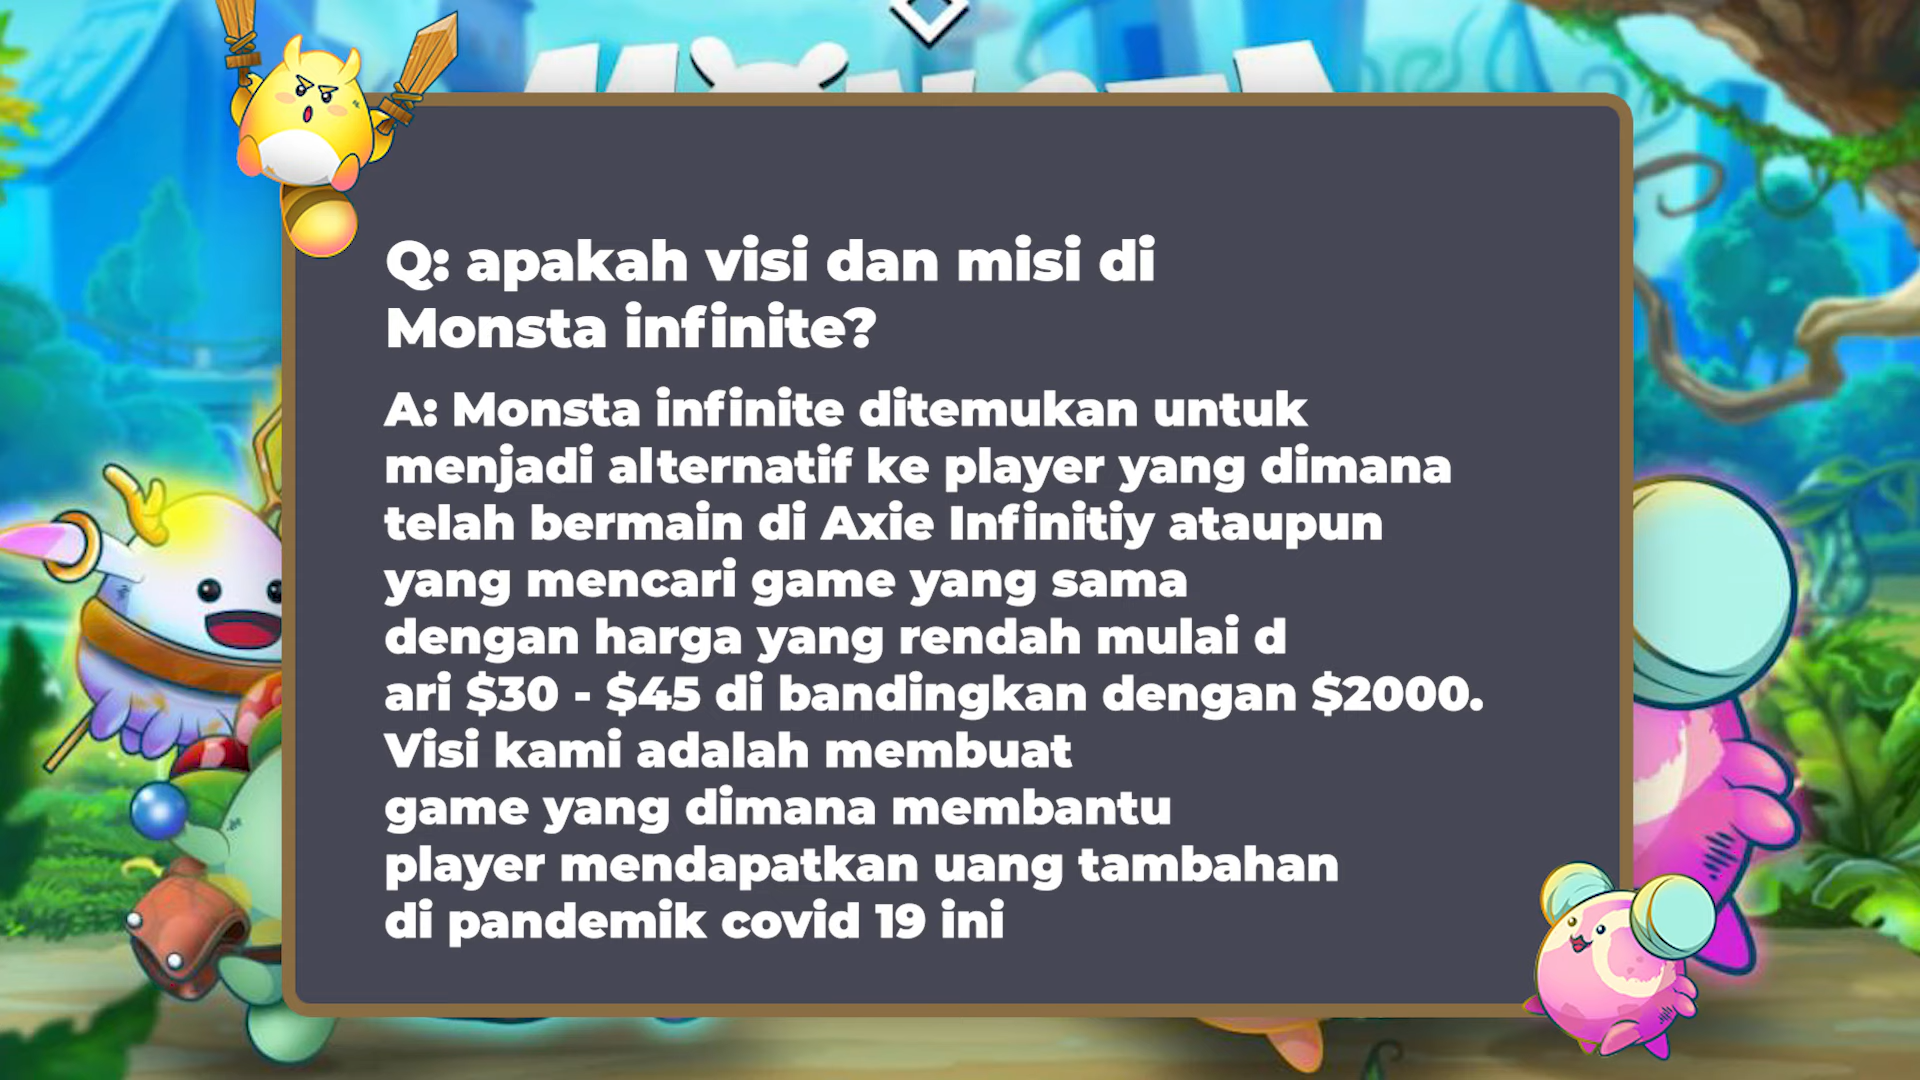 Q: apakah visi dan misi di
Monsta infinite?
A: Monsta infinite ditemukan untuk
menjadi alternatif ke player yang dimana
telah bermain di Axie Infinitiy ataupun
yang mencari game yang sama
dengan harga yang rendah mulai d
ari $30 - $45 di bandingkan dengan $2000.
Visi kami adalah membuat
game yang dimana membantu
player mendapatkan uang tambahan
di pandemik covid 19 ini